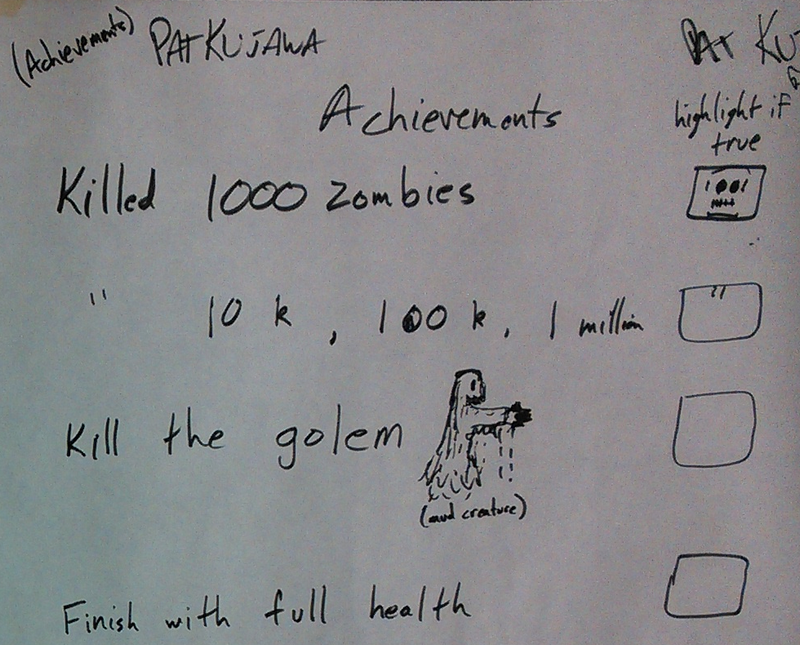 (Achievements) PAT KUJAWA
PAT KU
Achievements
highlight if
true
Killed 1000 zombies
" 10 k, 100 k, 1 million "
Kill the golem
(mud creature)
Finish with full health